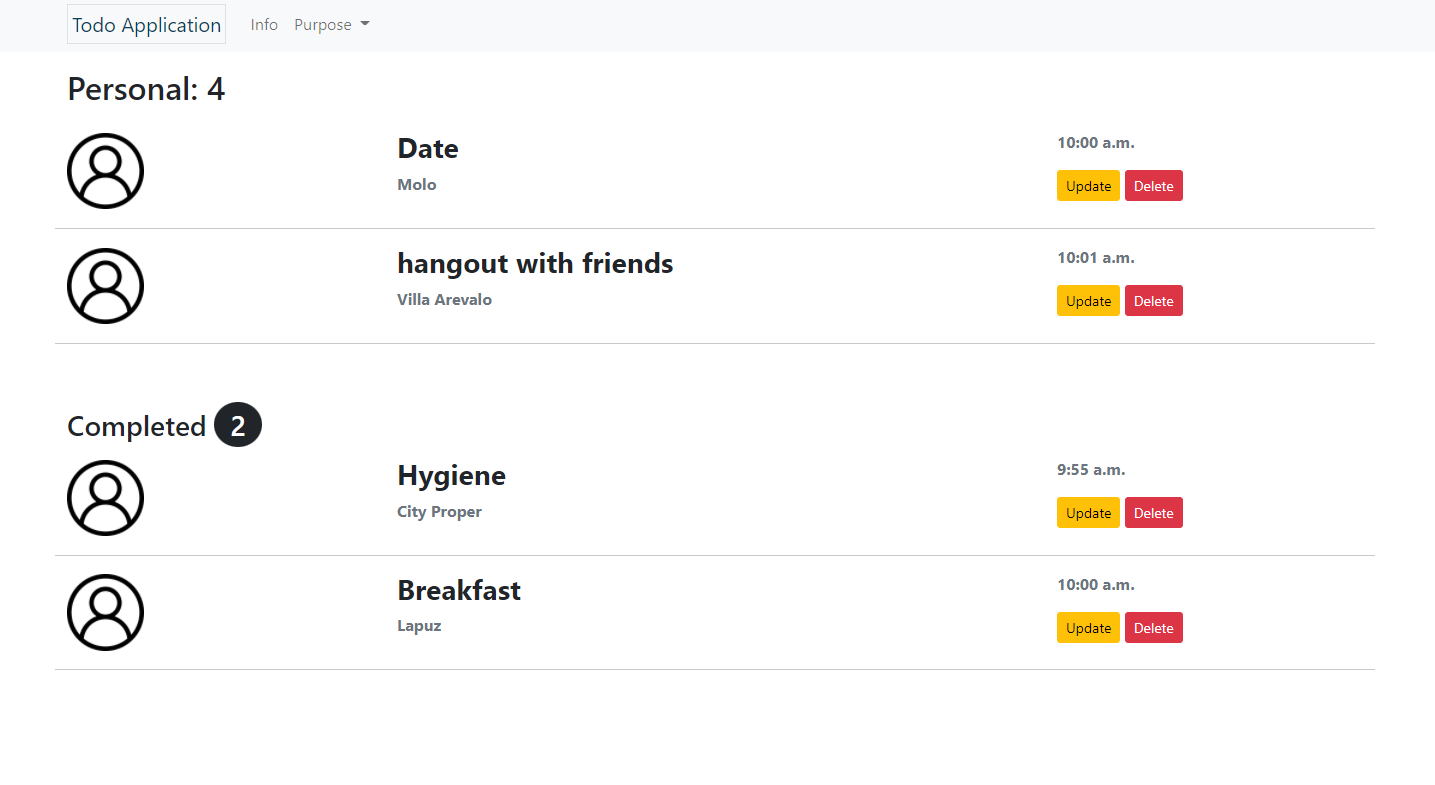 Todo Application Info Purpose
Personal: 4
Date
Molo
10:00 a.m.
Update Delete
hangout with friends
Villa Arevalo
10:01 a.m.
Update Delete
Completed 2
Hygiene
City Proper
9:55 a.m.
Update Delete
Breakfast
Lapuz
10:00 a.m.
Update Delete